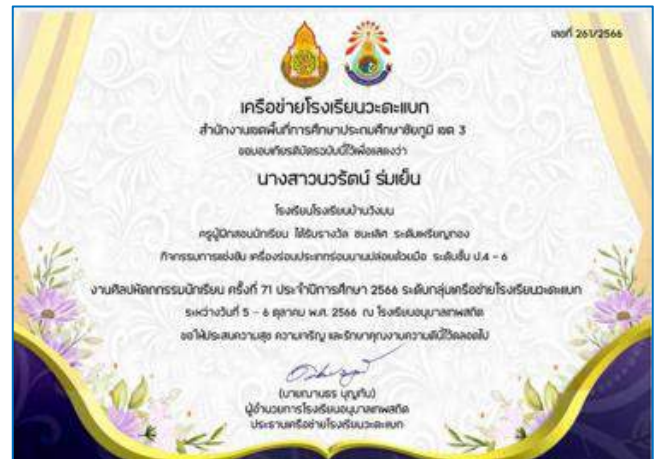 เลขที่ 261/2566
เครือข่ายโรงเรียนวะตะแบก
สำนักงานเขตพื้นที่การศึกษาประถมศึกษาชัยภูมิ เขต 3
ขอมอบเกียรติบัตรฉบับนี้ไว้เพื่อแสดงว่า
นางสาวนวรัตน์ ร่มเย็น
โรงเรียนโรงเรียนบ้านวังมน
ครูผู้ฝึกสอนนักเรียน ได้รับรางวัล ชนะเลิศ ระดับเหรียญทอง
กิจกรรมการแข่งขัน เครื่องร่อนประเภทร่อนนานปล่อยด้วยมือ ระดับชั้น ป.4 - 6
งานศิลปหัตถกรรมนักเรียน ครั้งที่ 71 ประจำปีการศึกษา 2566 ระดับกลุ่มเครือข่ายโรงเรียนวะตะแบก
ระหว่างวันที่ 5 - 6 ตุลาคม พ.ศ. 2566 ณ โรงเรียนอนุบาลเทพสถิต
ขอให้ประสบความสุข ความเจริญ และรักษาคุณงามความดีนี้ไว้ตลอดไป
บุญทัน)
ผู้อำนวยการโรงเรียนอนุบาลเทพสถิต
ประธานเครือข่ายโรงเรียนวะตะแบก